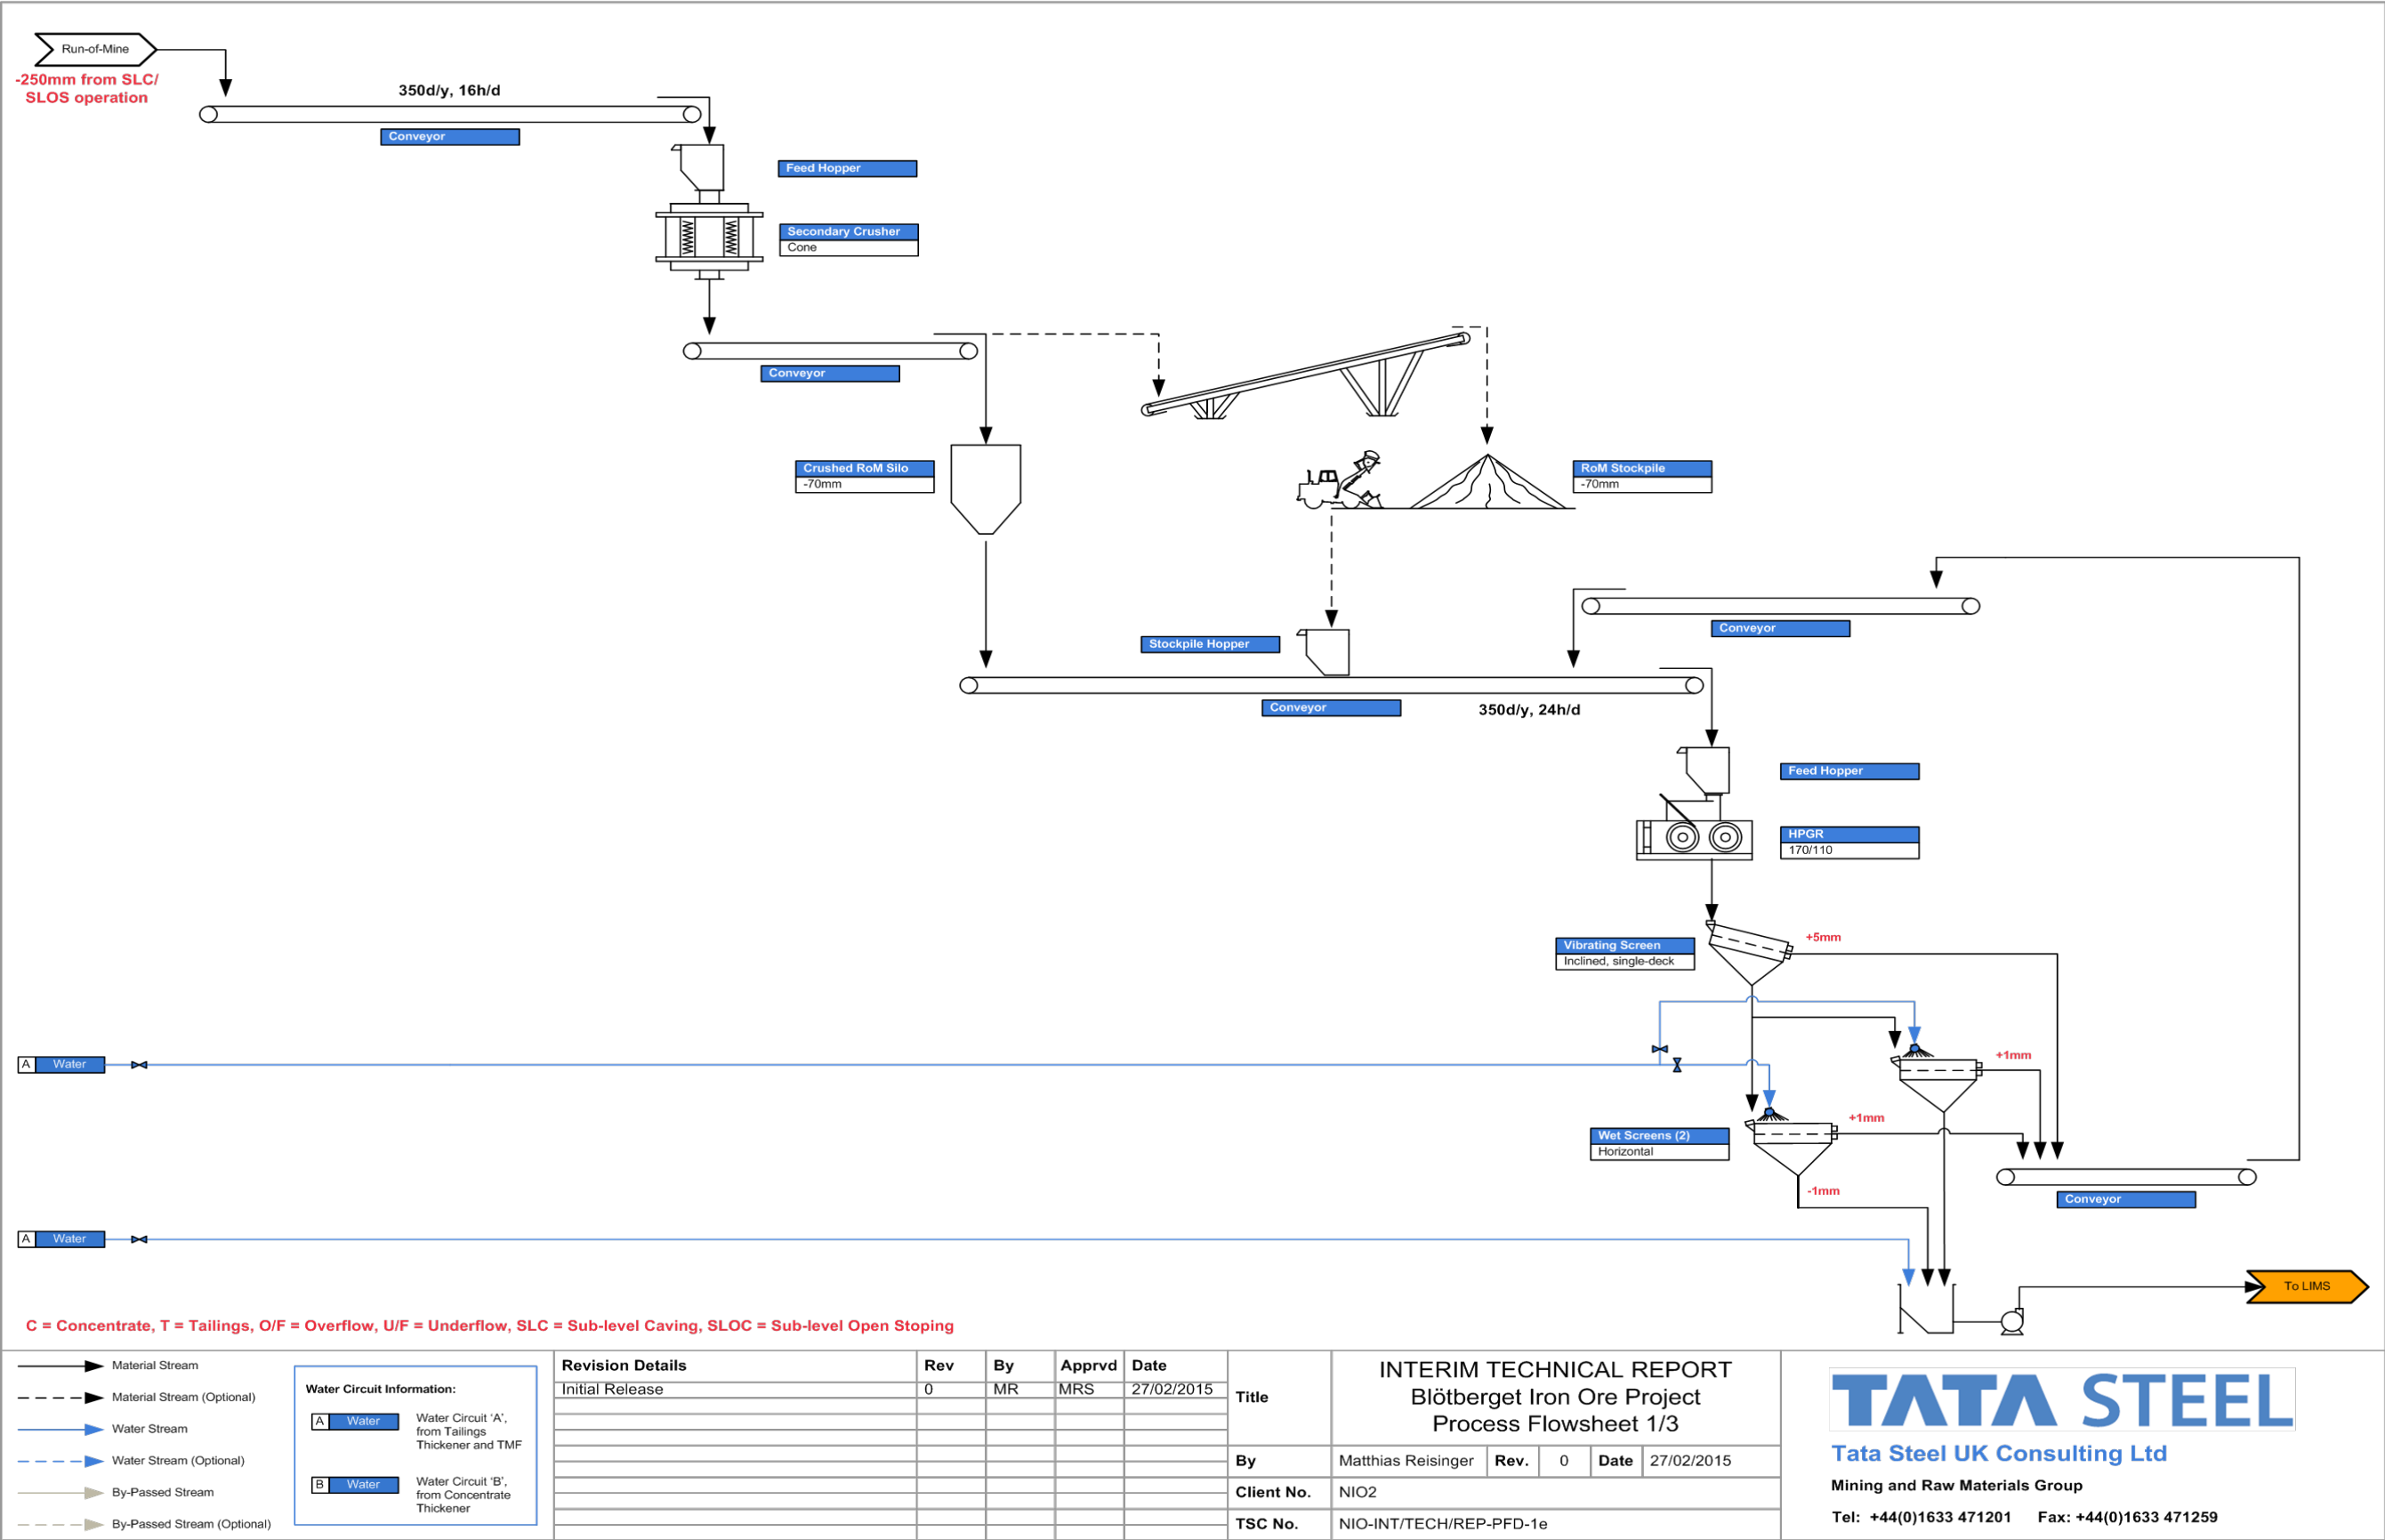 Run-of-Mine
-250mm from SLC/
SLOS operation
350d/y, 16h/d
Conveyor
Feed Hopper
Secondary Crusher
Cone
Conveyor
Crushed RoM Silo
-70mm
RoM Stockpile
-70mm
Conveyor
Stockpile Hopper
Conveyor
350d/y, 24h/d
Feed Hopper
HPGR
170/110
Vibrating Screen
Inclined, single-deck
+5mm
A Water
+1mm
+1mm
Wet Screens (2)
Horizontal
-1mm
Conveyor
A Water
To LIMS
C = Concentrate, T = Tailings, O/F = Overflow, U/F = Underflow, SLC = Sub-level Caving, SLOC = Sub-level Open Stoping
Material Stream
Material Stream (Optional)
Water Stream
Water Stream (Optional)
By-Passed Stream
By-Passed Stream (Optional)
Water Circuit Information:
A Water
Water Circuit ‘A’,
from Tailings
Thickener and TMF
B Water
Water Circuit ‘B’,
from Concentrate
Thickener
Revision Details Rev By Apprvd Date
Initial Release 0 MR MRS 27/02/2015
Title
INTERIM TECHNICAL REPORT
Blötberget Iron Ore Project
Process Flowsheet 1/3
By Matthias Reisinger Rev. 0 Date 27/02/2015
Client No. NIO2
TSC No. NIO-INT/TECH/REP-PFD-1e
TATA STEEL
Tata Steel UK Consulting Ltd
Mining and Raw Materials Group
Tel: +44(0)1633 471201 Fax: +44(0)1633 471259